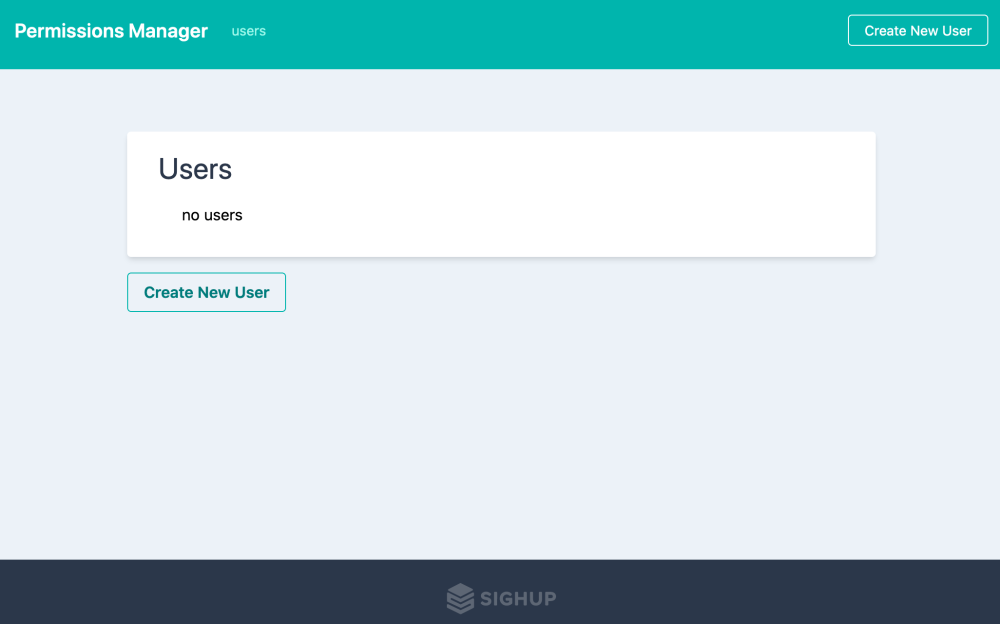 Permissions Manager users Create New User
Users
no users
Create New User
SIGHUP